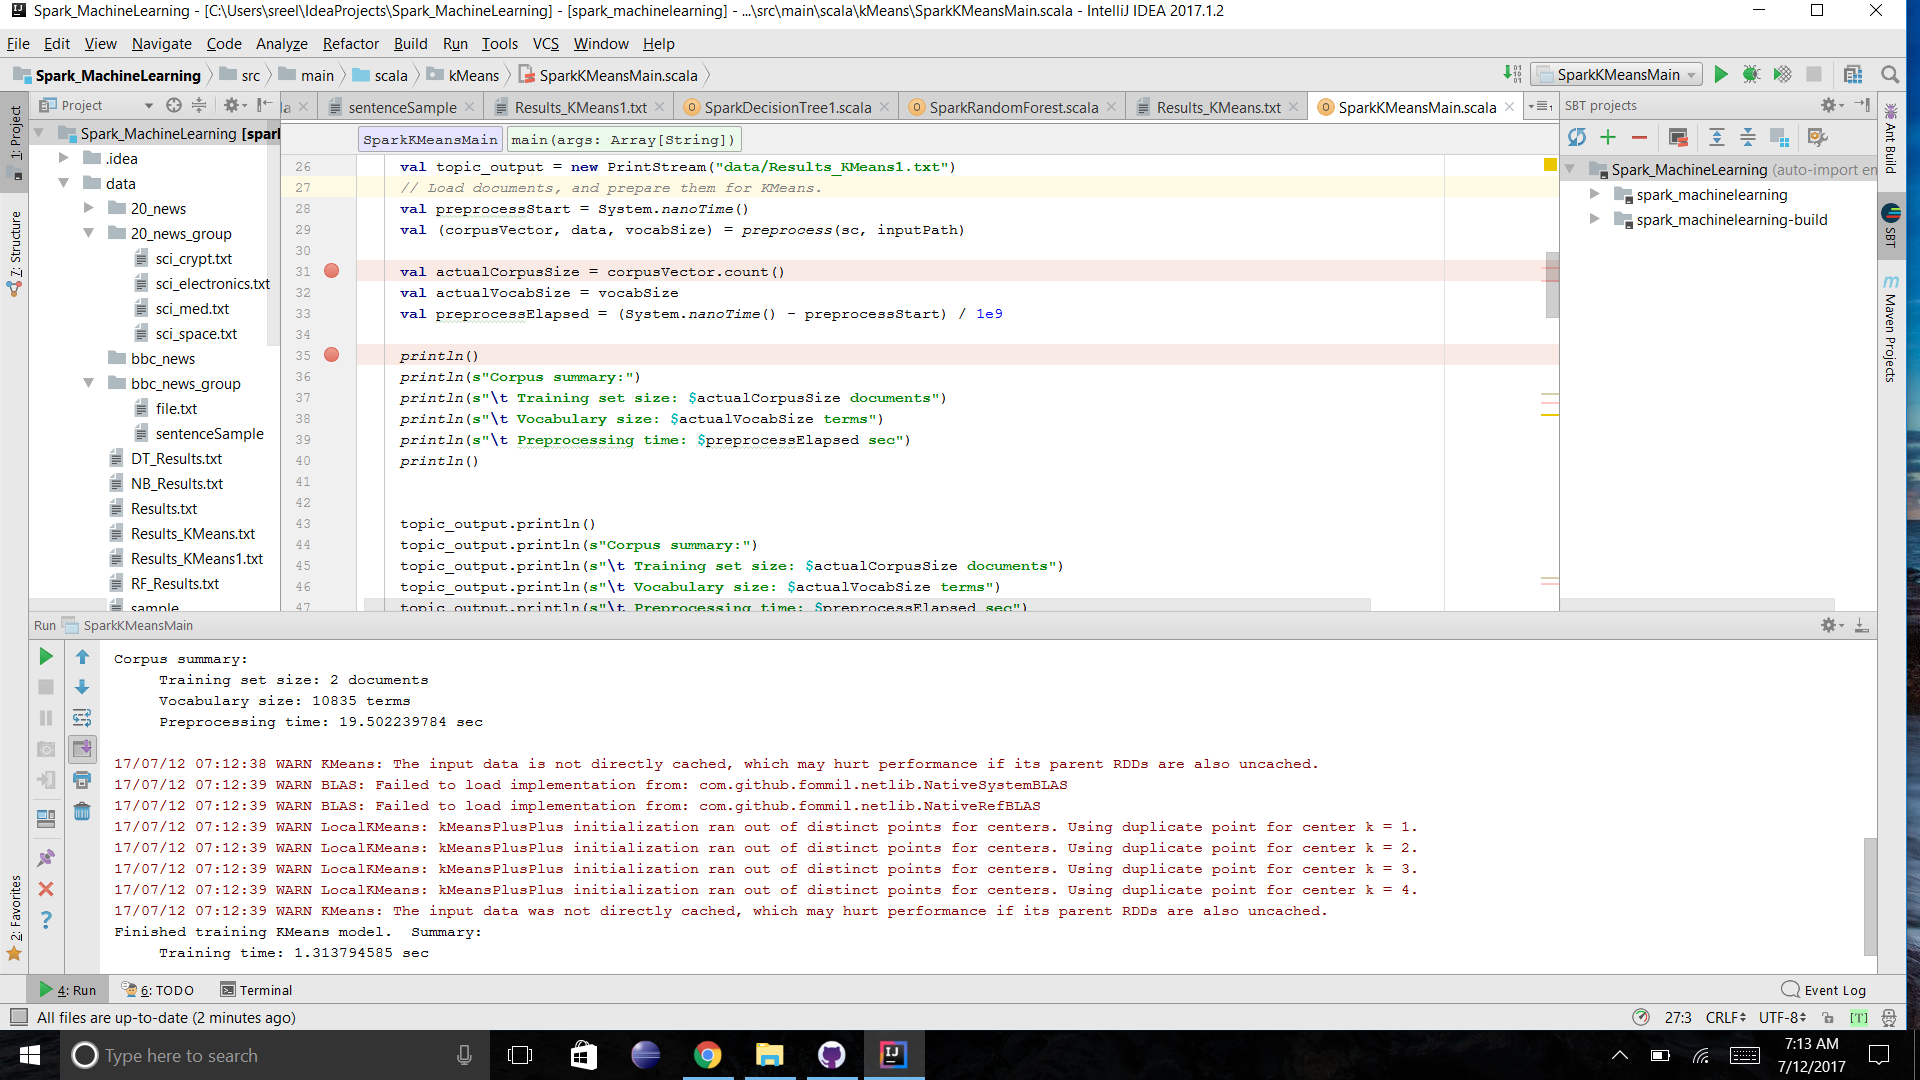 Spark_MachineLearning - [C:\Users\sreel\IdeaProjects\Spark_MachineLearning] - [spark_machinelearning] - ...\src\main\scala\kMeans\SparkKMeansMain.scala - IntelliJ IDEA 2017.1.2
File Edit View Navigate Code Analyze Refactor Build Run Tools VCS Window Help
Spark_MachineLearning src main scala kMeans SparkKMeansMain.scala
SparkKMeansMain
Project
la sentenceSample Results_KMeans1.txt SparkDecisionTree1.scala SparkRandomForest.scala Results_KMeans.txt SparkKMeansMain.scala
SBT projects
1: Project
7: Structure
2: Favorites
Spark_MachineLearning [spark
.idea
data
20_news
20_news_group
sci_crypt.txt
sci_electronics.txt
sci_med.txt
sci_space.txt
bbc_news
bbc_news_group
file.txt
sentenceSample
DT_Results.txt
NB_Results.txt
Results.txt
Results_KMeans.txt
Results_KMeans1.txt
RF_Results.txt
sample
SparkKMeansMain main(args: Array[String])
26 val topic_output = new PrintStream("data/Results_KMeans1.txt")
27 // Load documents, and prepare them for KMeans.
28 val preprocessStart = System.nanoTime()
29 val (corpusVector, data, vocabSize) = preprocess(sc, inputPath)
30
31 val actualCorpusSize = corpusVector.count()
32 val actualVocabSize = vocabSize
33 val preprocessElapsed = (System.nanoTime() - preprocessStart) / 1e9
34
35 println()
36 println(s"Corpus summary:")
37 println(s"\t Training set size: $actualCorpusSize documents")
38 println(s"\t Vocabulary size: $actualVocabSize terms")
39 println(s"\t Preprocessing time: $preprocessElapsed sec")
40 println()
41
42
43 topic_output.println()
44 topic_output.println(s"Corpus summary:")
45 topic_output.println(s"\t Training set size: $actualCorpusSize documents")
46 topic_output.println(s"\t Vocabulary size: $actualVocabSize terms")
47 topic_output.println(s"\t Preprocessing time: $preprocessElapsed sec")
Spark_MachineLearning (auto-import en
spark_machinelearning
spark_machinelearning-build
Ant Build
SBT
Maven Projects
Run SparkKMeansMain
Corpus summary:
Training set size: 2 documents
Vocabulary size: 10835 terms
Preprocessing time: 19.502239784 sec
17/07/12 07:12:38 WARN KMeans: The input data is not directly cached, which may hurt performance if its parent RDDs are also uncached.
17/07/12 07:12:39 WARN BLAS: Failed to load implementation from: com.github.fommil.netlib.NativeSystemBLAS
17/07/12 07:12:39 WARN BLAS: Failed to load implementation from: com.github.fommil.netlib.NativeRefBLAS
17/07/12 07:12:39 WARN LocalKMeans: kMeansPlusPlus initialization ran out of distinct points for centers. Using duplicate point for center k = 1.
17/07/12 07:12:39 WARN LocalKMeans: kMeansPlusPlus initialization ran out of distinct points for centers. Using duplicate point for center k = 2.
17/07/12 07:12:39 WARN LocalKMeans: kMeansPlusPlus initialization ran out of distinct points for centers. Using duplicate point for center k = 3.
17/07/12 07:12:39 WARN LocalKMeans: kMeansPlusPlus initialization ran out of distinct points for centers. Using duplicate point for center k = 4.
17/07/12 07:12:39 WARN KMeans: The input data was not directly cached, which may hurt performance if its parent RDDs are also uncached.
Finished training KMeans model.  Summary:
Training time: 1.313794585 sec
4: Run 6: TODO Terminal Event Log
All files are up-to-date (2 minutes ago) 27:3 CRLF UTF-8 [T]
Type here to search
7:13 AM
7/12/2017